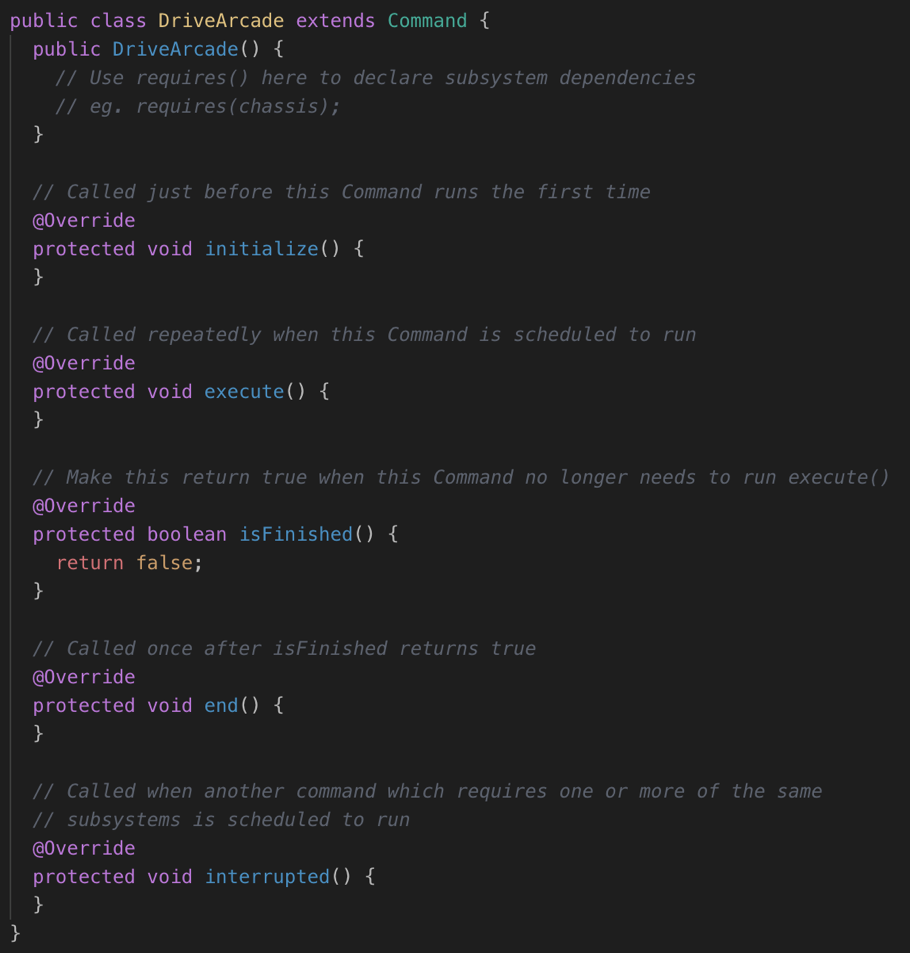 public class DriveArcade extends Command {
  public DriveArcade() {
    // Use requires() here to declare subsystem dependencies
    // eg. requires(chassis);
  }

  // Called just before this Command runs the first time
  @Override
  protected void initialize() {
  }

  // Called repeatedly when this Command is scheduled to run
  @Override
  protected void execute() {
  }

  // Make this return true when this Command no longer needs to run execute()
  @Override
  protected boolean isFinished() {
    return false;
  }

  // Called once after isFinished returns true
  @Override
  protected void end() {
  }

  // Called when another command which requires one or more of the same
  // subsystems is scheduled to run
  @Override
  protected void interrupted() {
  }
}